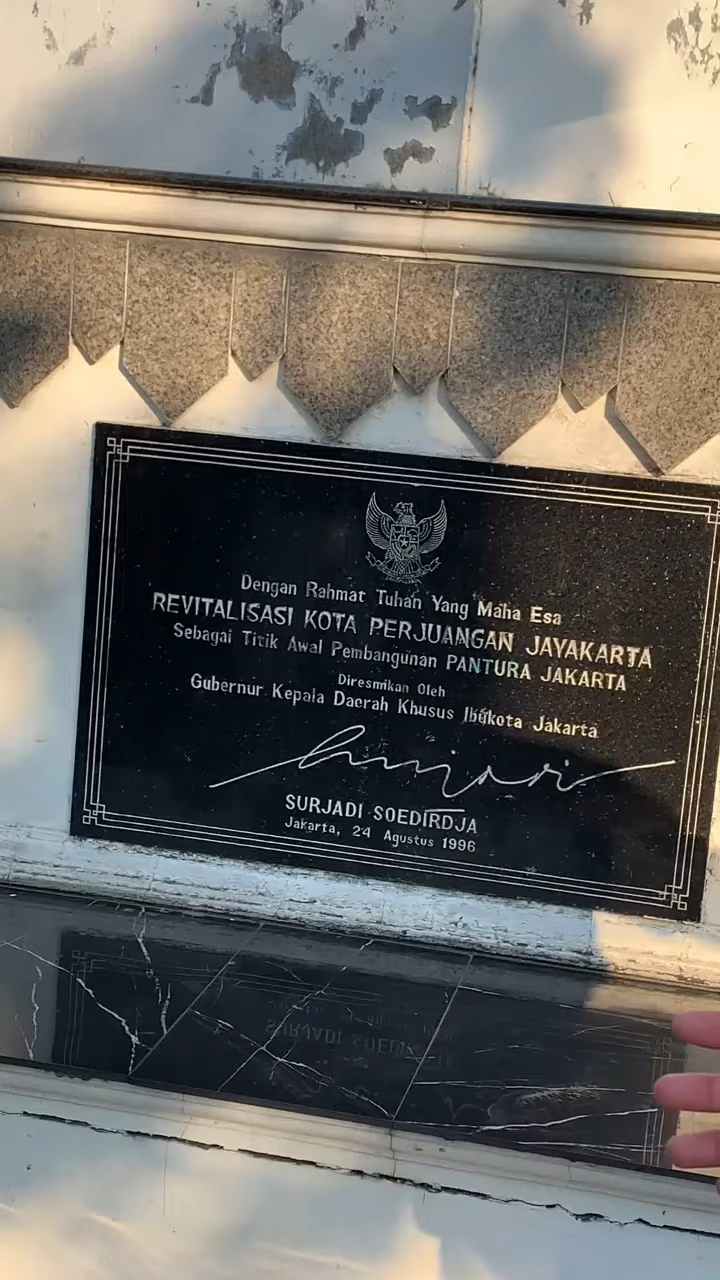 Dengan Rahmat Tuhan Yang Maha Esa
REVITALISASI KOTA PERJUANGAN JAYAKARTA
Sebagai Titik Awal Pembangunan PANTURA JAKARTA
Diresmikan Oleh
Gubernur Kepala Daerah Khusus Ibukota Jakarta
SURJADI SOEDIRDJA
Jakarta, 24 Agustus 1996